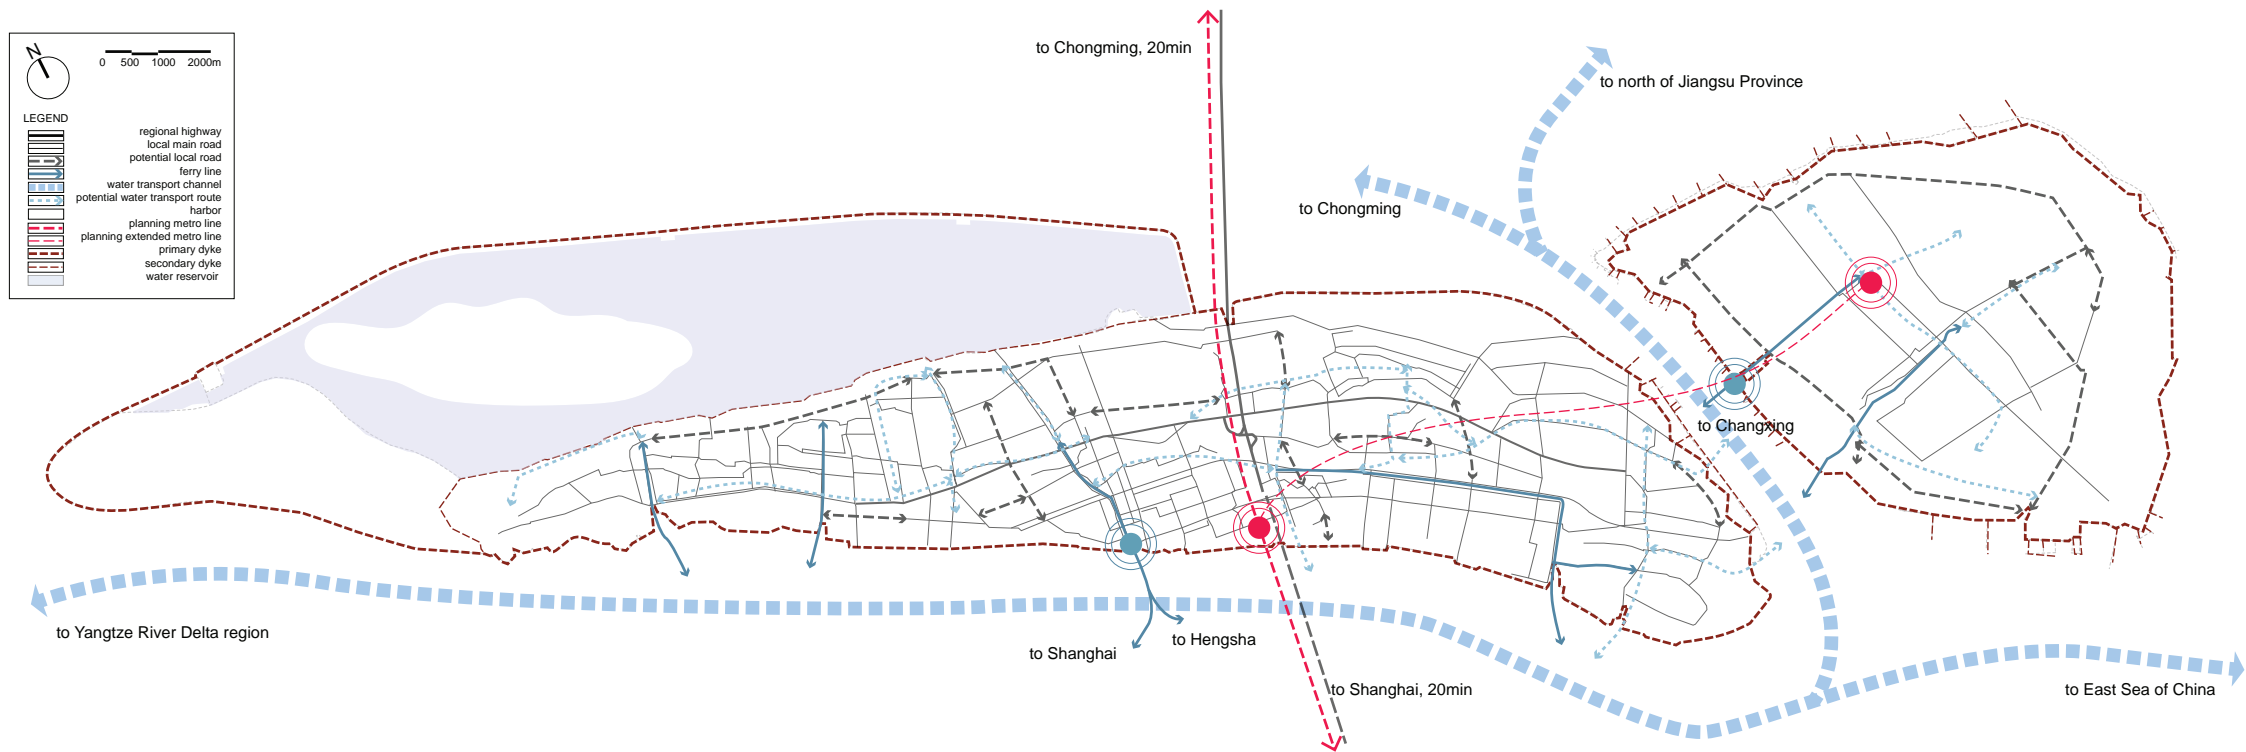 N
0 500 1000 2000m
LEGEND
regional highway
local main road
potential local road
ferry line
water transport channel
potential water transport route
harbor
planning metro line
planning extended metro line
primary dyke
secondary dyke
water reservoir
to Chongming, 20min
to north of Jiangsu Province
to Chongming
to Changxing
to Yangtze River Delta region
to Shanghai
to Hengsha
to Shanghai, 20min
to East Sea of China